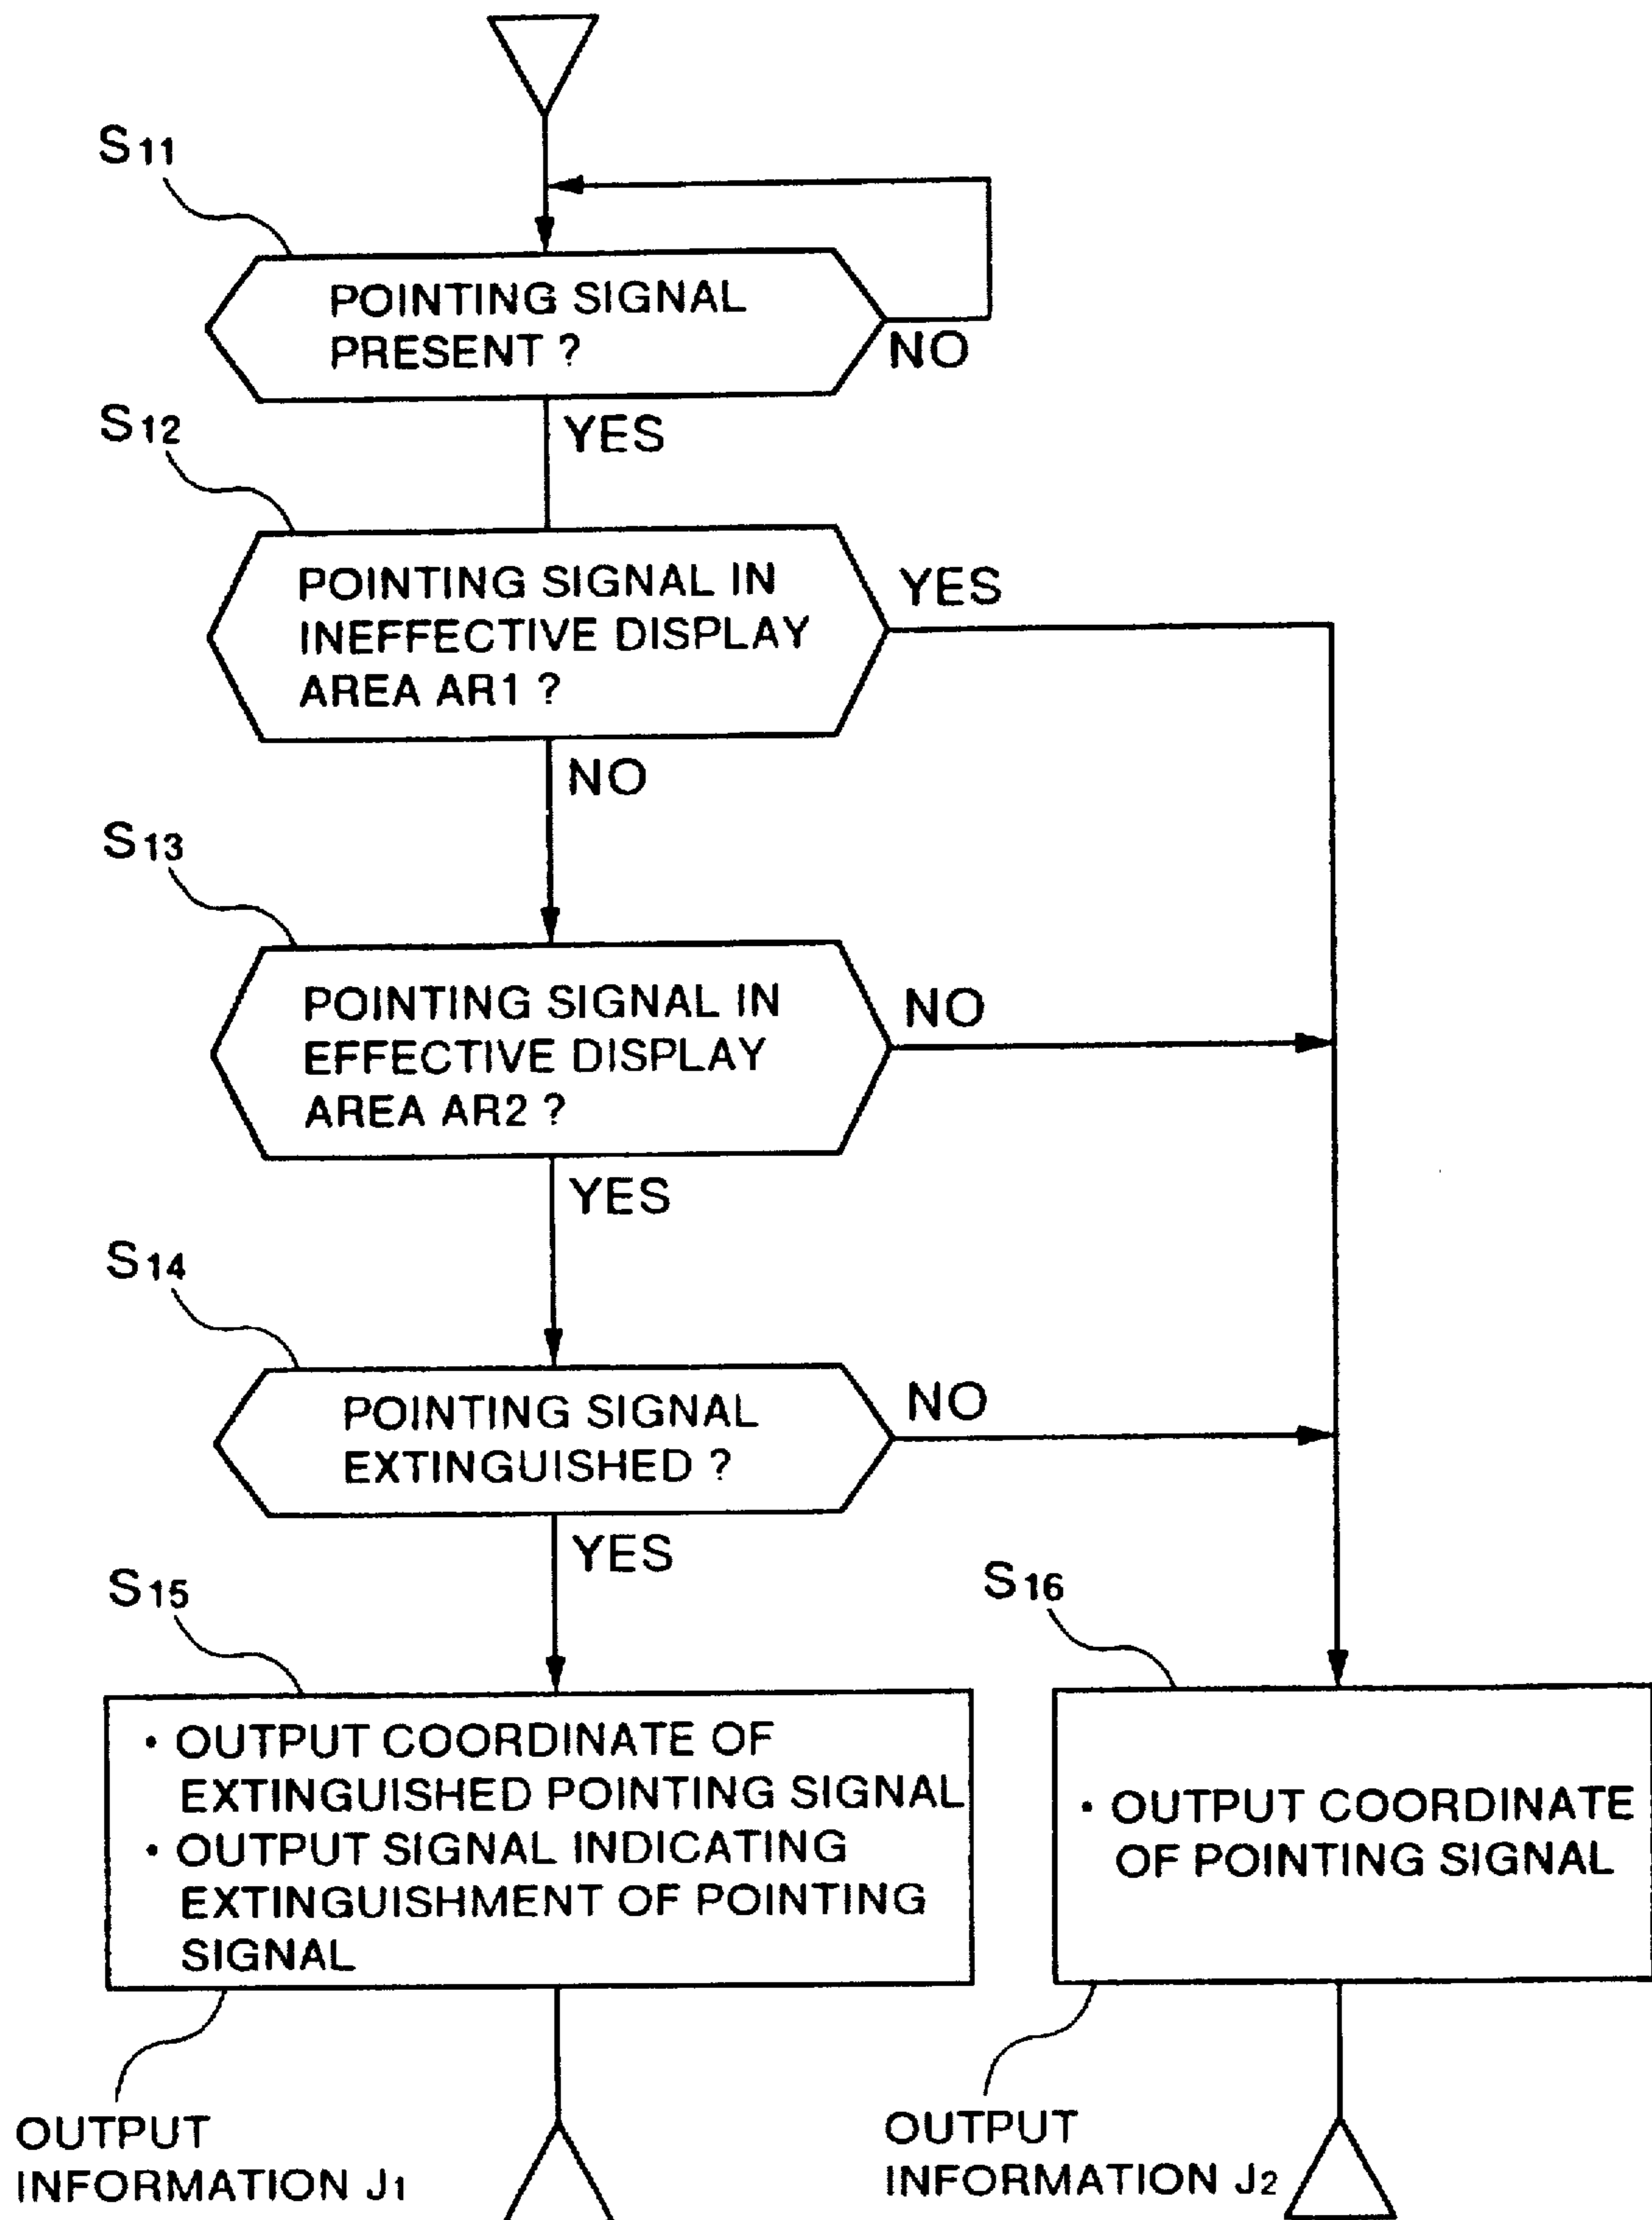 S11
POINTING SIGNAL
PRESENT ?
NO
YES
S12
POINTING SIGNAL IN
INEFFECTIVE DISPLAY
AREA AR1 ?
YES
NO
S13
POINTING SIGNAL IN
EFFECTIVE DISPLAY
AREA AR2 ?
NO
YES
S14
POINTING SIGNAL
EXTINGUISHED ?
NO
YES
S15
· OUTPUT COORDINATE OF
EXTINGUISHED POINTING SIGNAL
· OUTPUT SIGNAL INDICATING
EXTINGUISHMENT OF POINTING
SIGNAL
OUTPUT
INFORMATION J1
S16
· OUTPUT COORDINATE
OF POINTING SIGNAL
OUTPUT
INFORMATION J2